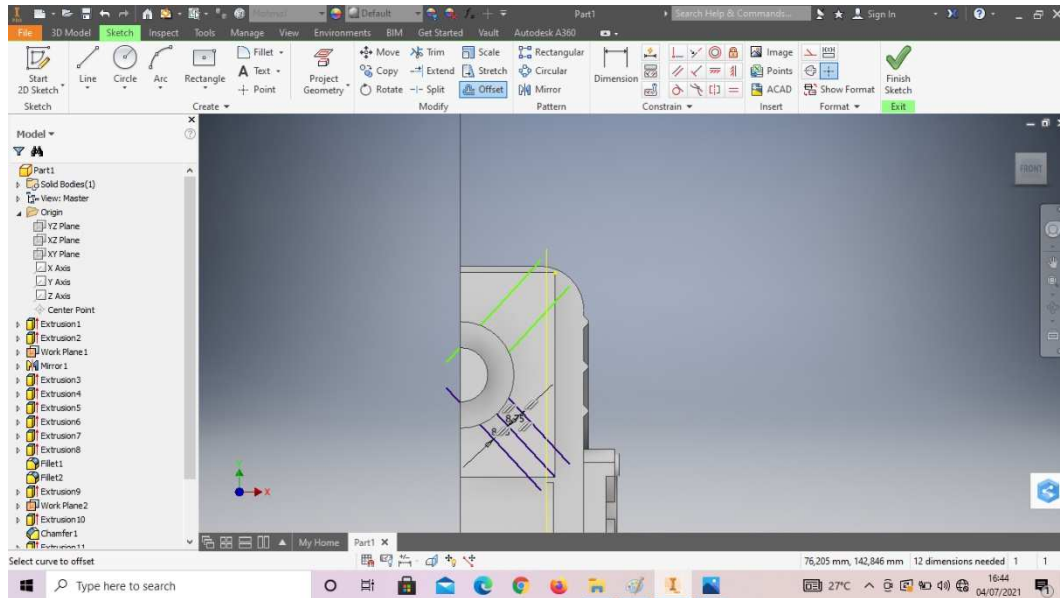 Material
Default
Part1
Search Help & Commands...
Sign In
File 3D Model Sketch Inspect Tools Manage View Environments BIM Get Started Vault Autodesk A360
Start 2D Sketch
Line
Circle
Arc
Rectangle
Fillet
Text
Point
Project Geometry
Move Trim Scale
Copy Extend Stretch
Rotate Split Offset
Rectangular
Circular
Mirror
Dimension
Image
Points
ACAD
Show Format
Finish Sketch
Sketch Create Modify Pattern Constrain Insert Format Exit
Model
Part1
Solid Bodies(1)
View: Master
Origin
YZ Plane
XZ Plane
XY Plane
X Axis
Y Axis
Z Axis
Center Point
Extrusion1
Extrusion2
Work Plane1
Mirror1
Extrusion3
Extrusion4
Extrusion5
Extrusion6
Extrusion7
Extrusion8
Fillet1
Fillet2
Extrusion9
Work Plane2
Extrusion10
Chamfer1
Extrusion11
FRONT
8,75
X
My Home Part1
Select curve to offset
76,205 mm, 142,846 mm 12 dimensions needed 1 1
Type here to search
27°C
16:44
04/07/2021